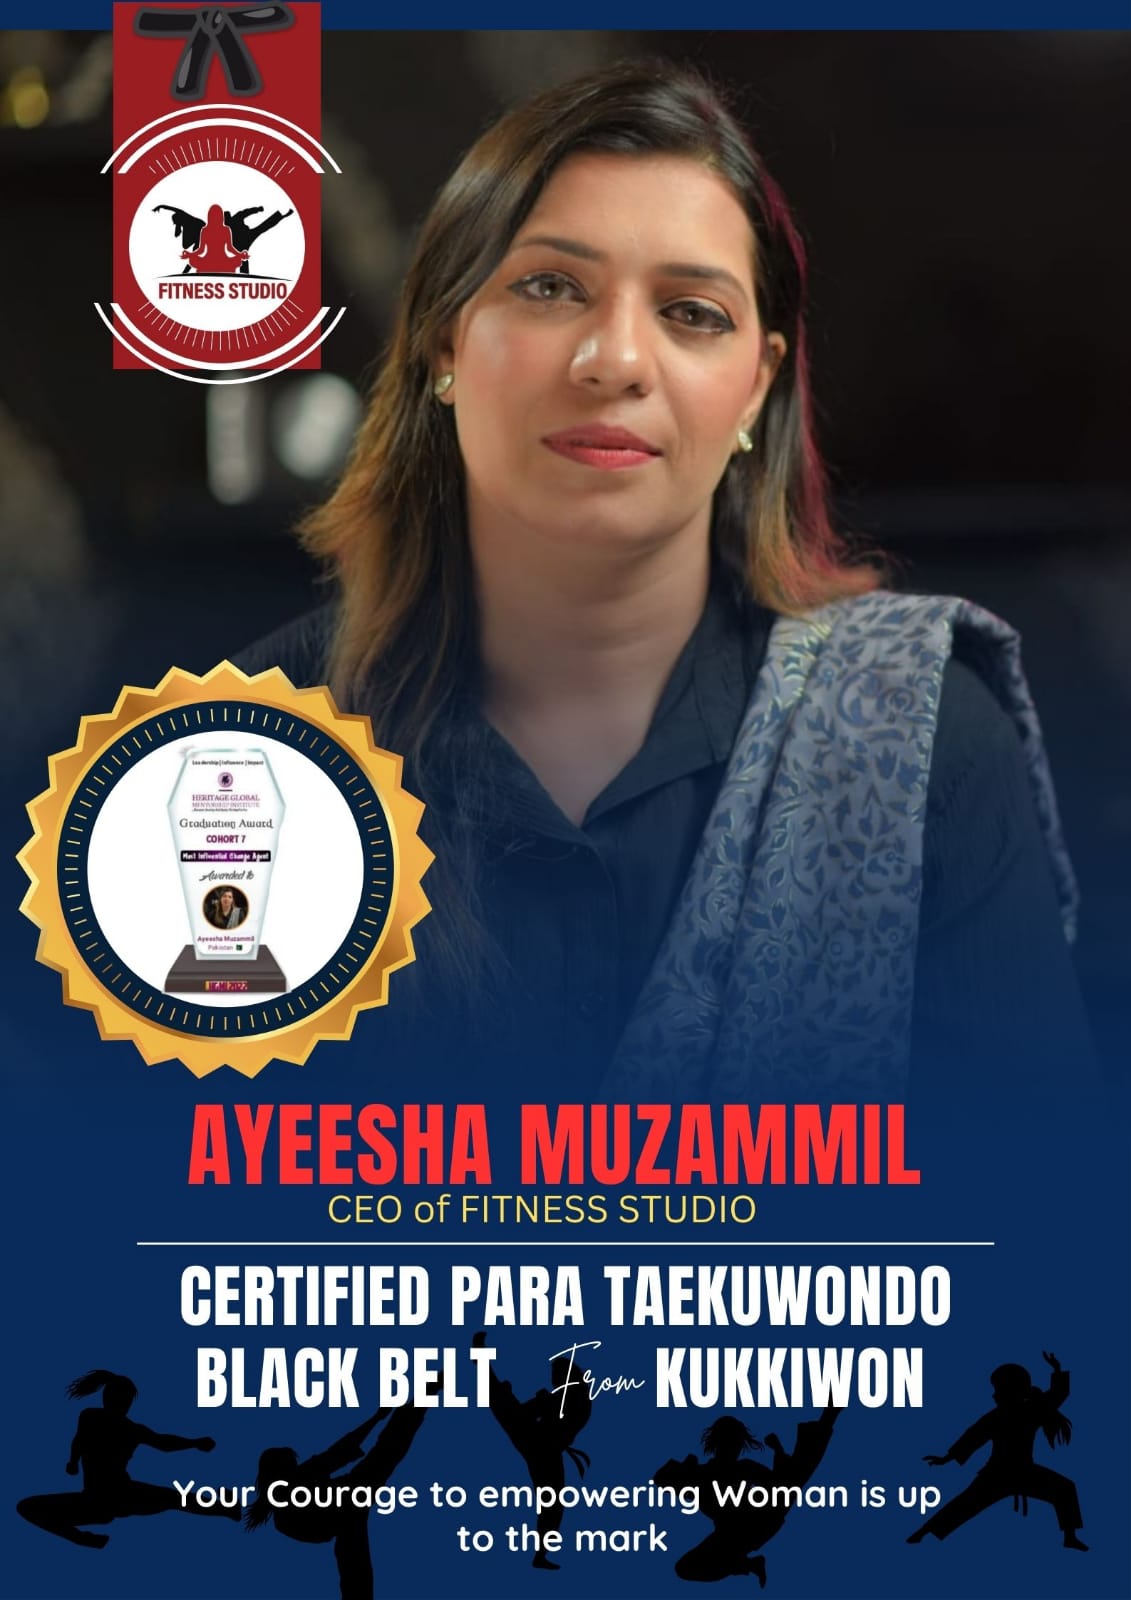 FITNESS STUDIO
Leadership | Influence | Impact
HERITAGE GLOBAL
MENTORSHIP INSTITUTE
Graduation Award
COHORT 7
Most Influential Change Agent
Awarded to
Ayeesha Muzammil
Pakistan
HGMI 2022
AYEESHA MUZAMMIL
CEO of FITNESS STUDIO
CERTIFIED PARA TAEKUWONDO
BLACK BELT From KUKKIWON
Your Courage to empowering Woman is up
to the mark